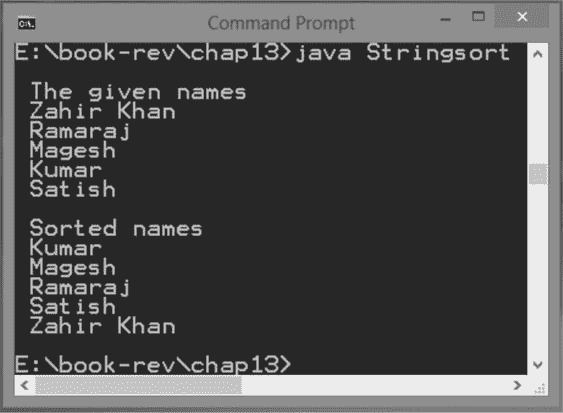 Command Prompt
E:\book-rev\chap13>java Stringsort
The given names
Zahir Khan
Ramaraj
Magesh
Kumar
Satish
Sorted names
Kumar
Magesh
Ramaraj
Satish
Zahir Khan
E:\book-rev\chap13>